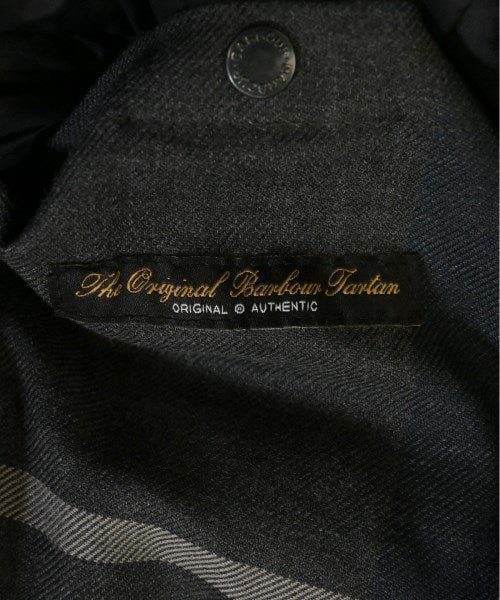 The Original Barbour Tartan
ORIGINAL ® AUTHENTIC